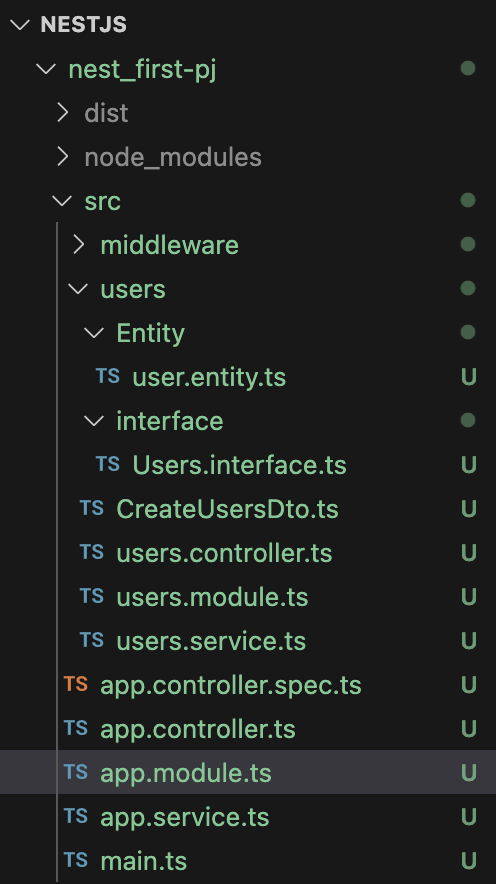 NESTJS
nest_first-pj
dist
node_modules
src
middleware
users
Entity
TS user.entity.ts U
interface
TS Users.interface.ts U
TS CreateUsersDto.ts U
TS users.controller.ts U
TS users.module.ts U
TS users.service.ts U
TS app.controller.spec.ts U
TS app.controller.ts U
TS app.module.ts U
TS app.service.ts U
TS main.ts U